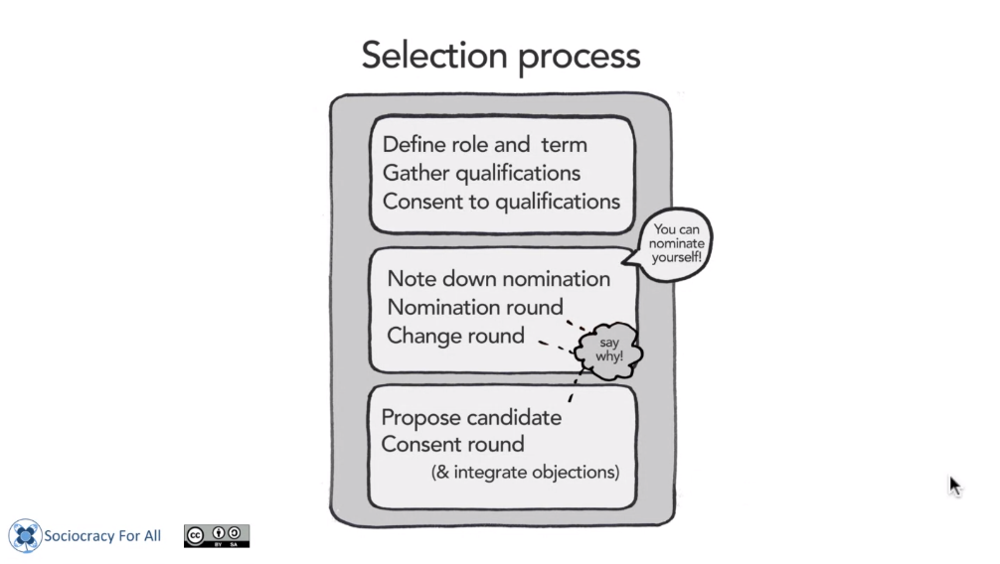 Selection process
Define role and term
Gather qualifications
Consent to qualifications
You can
nominate
yourself!
Note down nomination
Nomination round
Change round
say
why!
Propose candidate
Consent round
(& integrate objections)
Sociocracy For All
cc
BY SA